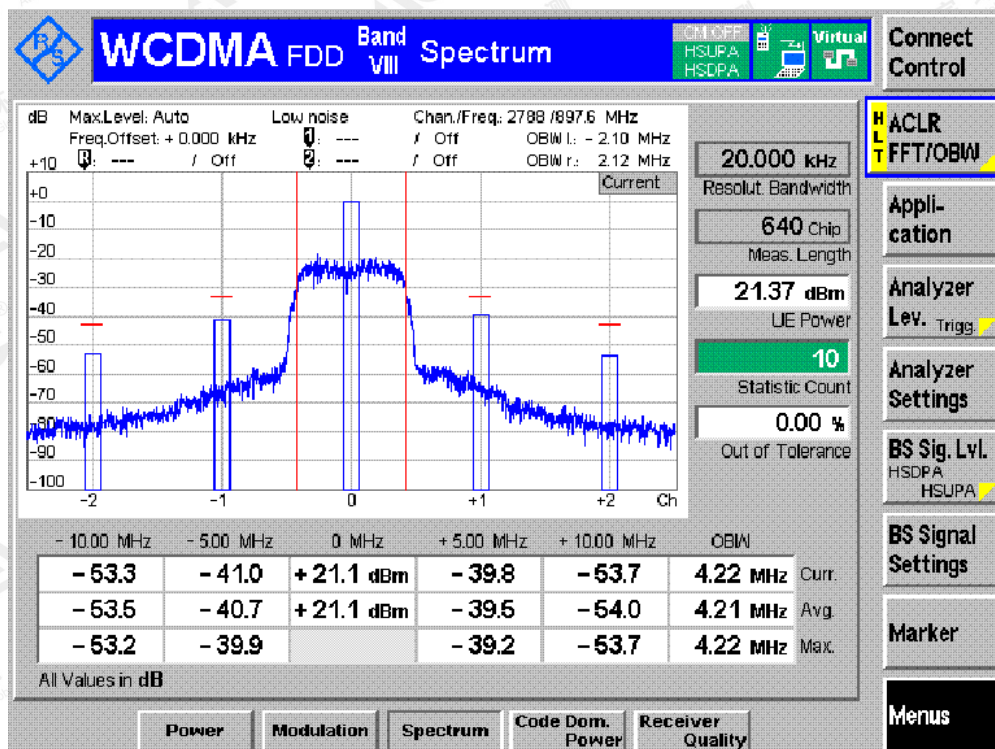 R S
WCDMA FDD Band VIII Spectrum
CM:OFF
HSUPA
HSDPA
Virtual
Connect Control
dB Max.Level: Auto Low noise Chan./Freq.: 2788 /897.6 MHz
Freq.Offset: + 0.000 kHz 1: --- / Off OBW l.: - 2.10 MHz
R: --- / Off 2: --- / Off OBW r.: 2.12 MHz
+10
Current
+0
-10
-20
-30
-40
-50
-60
-70
-80
-90
-100
-2 -1 0 +1 +2 Ch
20.000 kHz
Resolut. Bandwidth
640 Chip
Meas. Length
21.37 dBm
UE Power
10
Statistic Count
0.00 %
Out of Tolerance
- 10.00 MHz - 5.00 MHz 0 MHz + 5.00 MHz + 10.00 MHz OBW
- 53.3 - 41.0 + 21.1 dBm - 39.8 - 53.7 4.22 MHz Curr.
- 53.5 - 40.7 + 21.1 dBm - 39.5 - 54.0 4.21 MHz Avg.
- 53.2 - 39.9 - 39.2 - 53.7 4.22 MHz Max.
All Values in dB
HLT
ACLR
FFT/OBW
Appli-
cation
Analyzer
Lev. Trigg.
Analyzer
Settings
BS Sig. Lvl.
HSDPA
HSUPA
BS Signal
Settings
Marker
Menus
Power
Modulation
Spectrum
Code Dom.
Power
Receiver
Quality